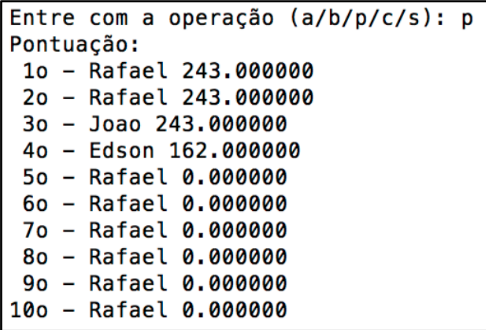 Entre com a operação (a/b/p/c/s): p
Pontuação:
 1o – Rafael 243.000000
 2o – Rafael 243.000000
 3o – Joao 243.000000
 4o – Edson 162.000000
 5o – Rafael 0.000000
 6o – Rafael 0.000000
 7o – Rafael 0.000000
 8o – Rafael 0.000000
 9o – Rafael 0.000000
10o – Rafael 0.000000